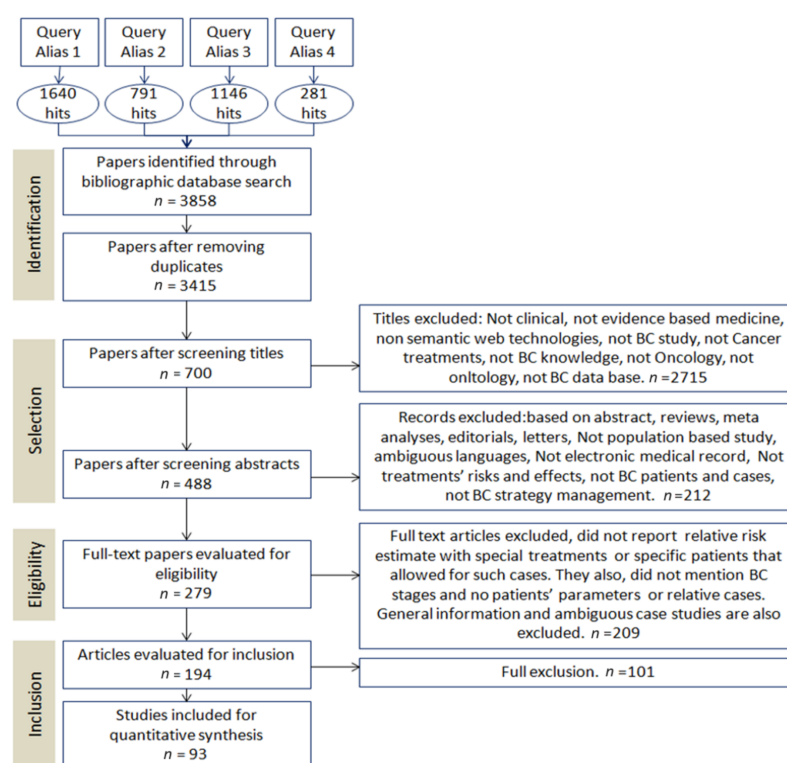 Query
Alias 1
Query
Alias 2
Query
Alias 3
Query
Alias 4
1640
hits
791
hits
1146
hits
281
hits
Identification
Papers identified through
bibliographic database search
n = 3858
Papers after removing
duplicates
n = 3415
Selection
Papers after screening titles
n = 700
Titles excluded: Not clinical, not evidence based medicine,
non semantic web technologies, not BC study, not Cancer
treatments, not BC knowledge, not Oncology, not
onltology, not BC data base. n =2715
Papers after screening abstracts
n = 488
Records excluded:based on abstract, reviews, meta
analyses, editorials, letters, Not population based study,
ambiguous languages, Not electronic medical record, Not
treatments' risks and effects, not BC patients and cases,
not BC strategy management. n =212
Eligibility
Full-text papers evaluated for
eligibility
n = 279
Full text articles excluded, did not report relative risk
estimate with special treatments or specific patients that
allowed for such cases. They also, did not mention BC
stages and no patients' parameters or relative cases.
General information and ambiguous case studies are also
excluded. n =209
Inclusion
Articles evaluated for inclusion
n = 194
Full exclusion. n =101
Studies included for
quantitative synthesis
n = 93